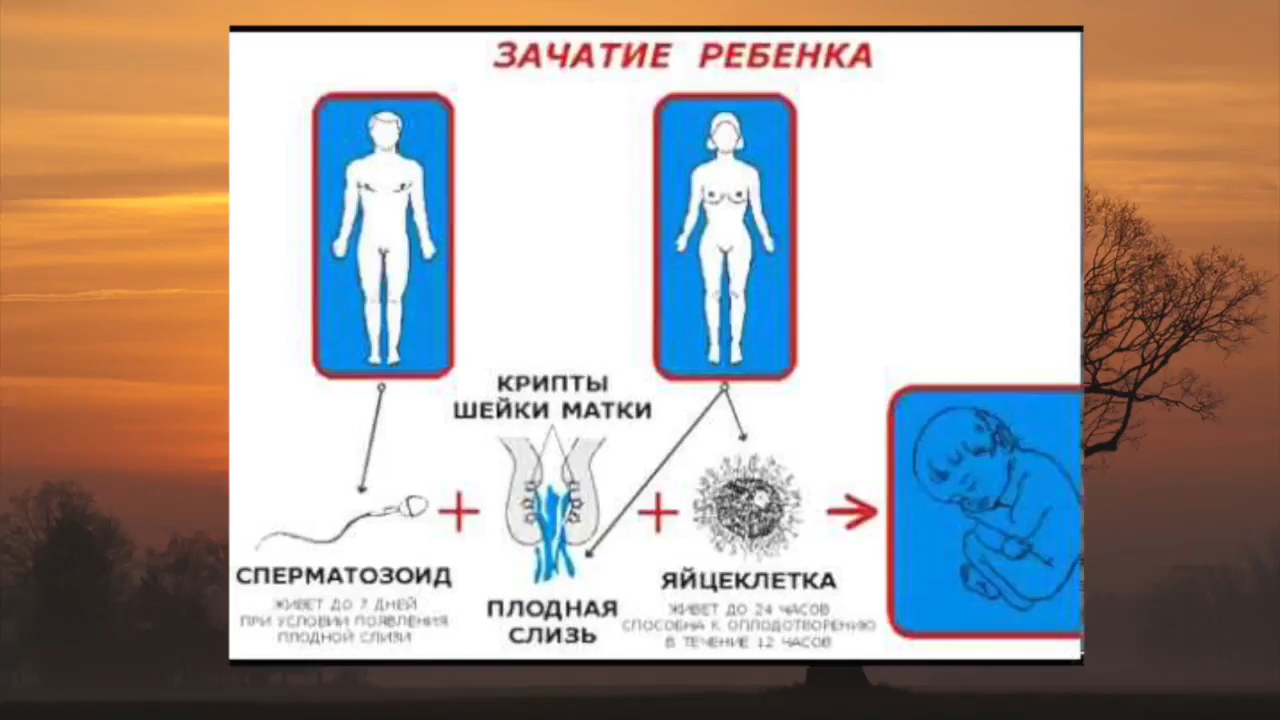 ЗАЧАТИЕ РЕБЕНКА
КРИПТЫ
ШЕЙКИ МАТКИ
СПЕРМАТОЗОИД
ЖИВЕТ ДО 7 ДНЕЙ
ПРИ УСЛОВИИ ПОЯВЛЕНИЯ
ПЛОДНОЙ СЛИЗИ
ПЛОДНАЯ
СЛИЗЬ
ЯЙЦЕКЛЕТКА
ЖИВЕТ ДО 24 ЧАСОВ
СПОСОБНА К ОПЛОДОТВОРЕНИЮ
В ТЕЧЕНИЕ 12 ЧАСОВ